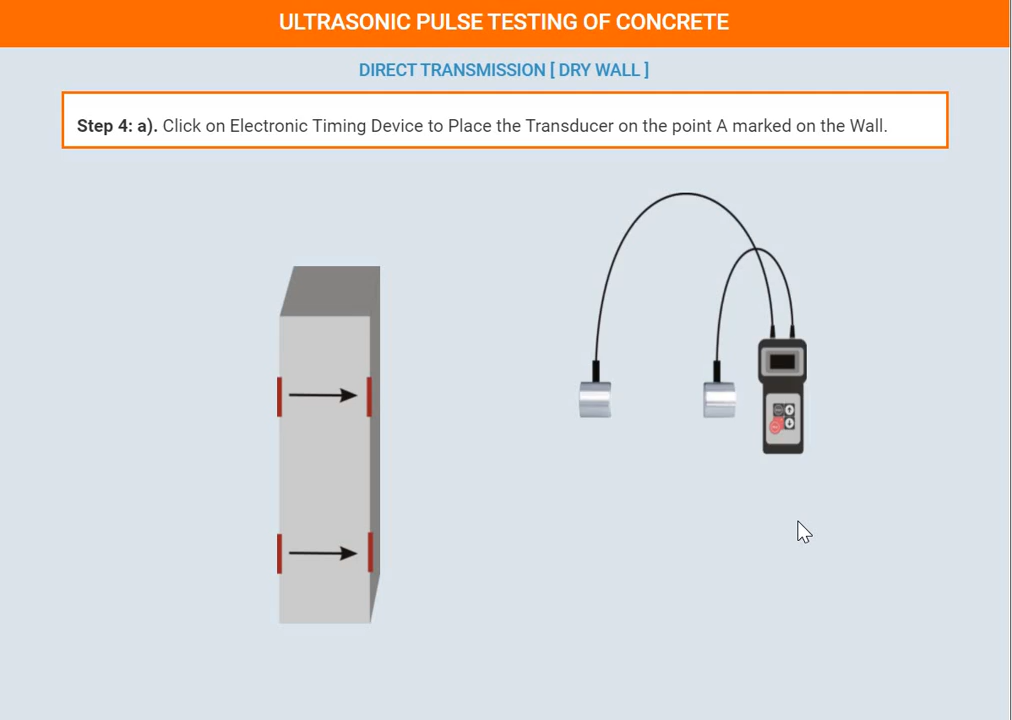 ULTRASONIC PULSE TESTING OF CONCRETE
DIRECT TRANSMISSION [ DRY WALL ]
Step 4: a). Click on Electronic Timing Device to Place the Transducer on the point A marked on the Wall.